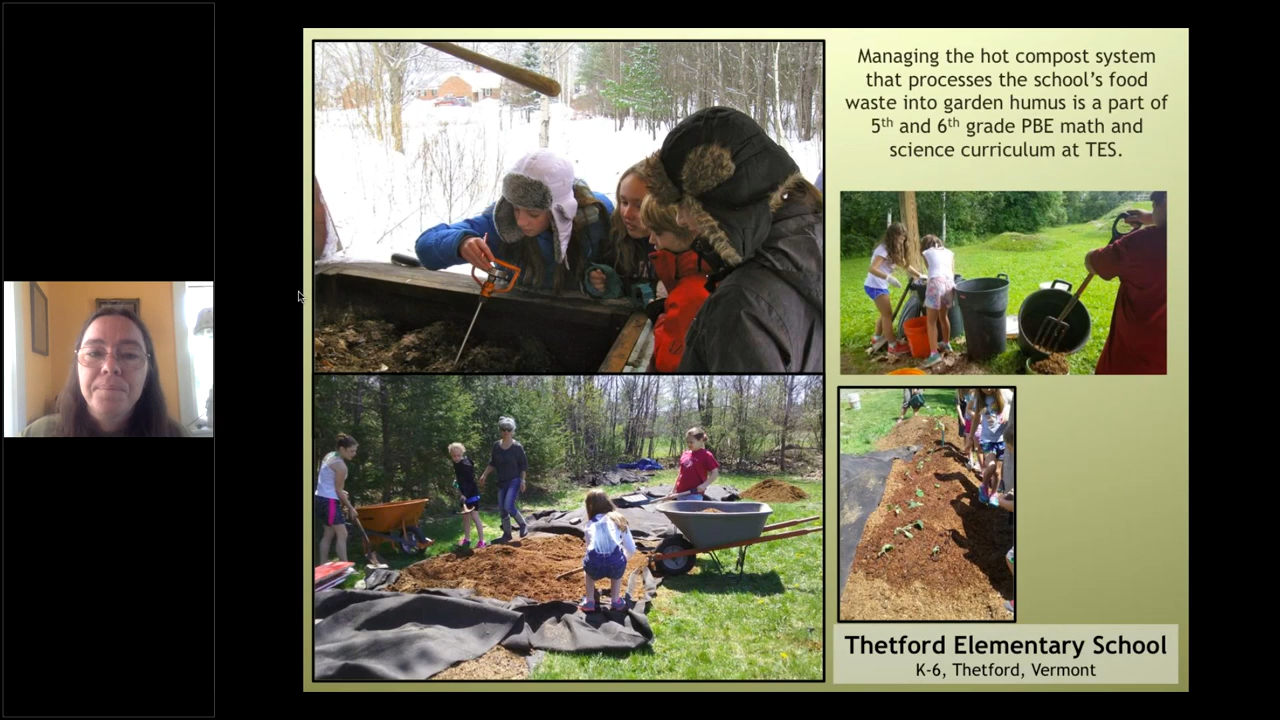 Managing the hot compost system
that processes the school's food
waste into garden humus is a part of
5th and 6th grade PBE math and
science curriculum at TES.
Thetford Elementary School
K-6, Thetford, Vermont